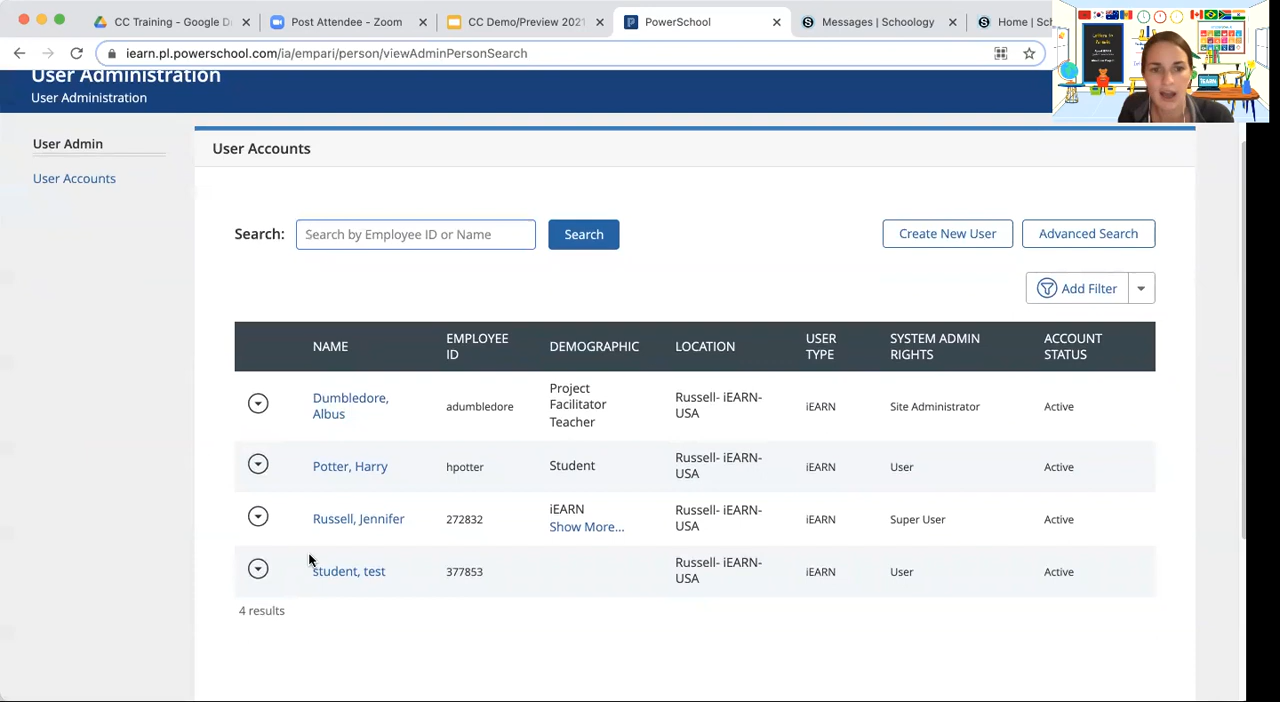 CC Training - Google D
Post Attendee - Zoom
CC Demo/Preview 2021
PowerSchool
Messages | Schoology
Home | Sch
iearn.pl.powerschool.com/ia/empari/person/viewAdminPersonSearch
User Administration
User Administration
User Admin
User Accounts
User Accounts
Search:
Search by Employee ID or Name
Search
Create New User
Advanced Search
Add Filter
NAME
EMPLOYEE
ID
DEMOGRAPHIC
LOCATION
USER
TYPE
SYSTEM ADMIN
RIGHTS
ACCOUNT
STATUS
Dumbledore,
Albus
adumbledore
Project
Facilitator
Teacher
Russell- iEARN-
USA
iEARN
Site Administrator
Active
Potter, Harry
hpotter
Student
Russell- iEARN-
USA
iEARN
User
Active
Russell, Jennifer
272832
iEARN
Show More...
Russell- iEARN-
USA
iEARN
Super User
Active
student, test
377853
Russell- iEARN-
USA
iEARN
User
Active
4 results